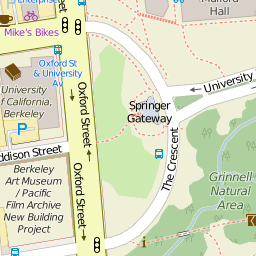 Mulford
Hall
Mike's Bikes
Oxford St
& University
Av
University
of California,
Berkeley
Oxford Street
Springer
Gateway
University
Addison Street
Oxford Street
Berkeley
Art Museum
/ Pacific
Film Archive
New Building
Project
The Crescent
Grinnell
Natural
Area